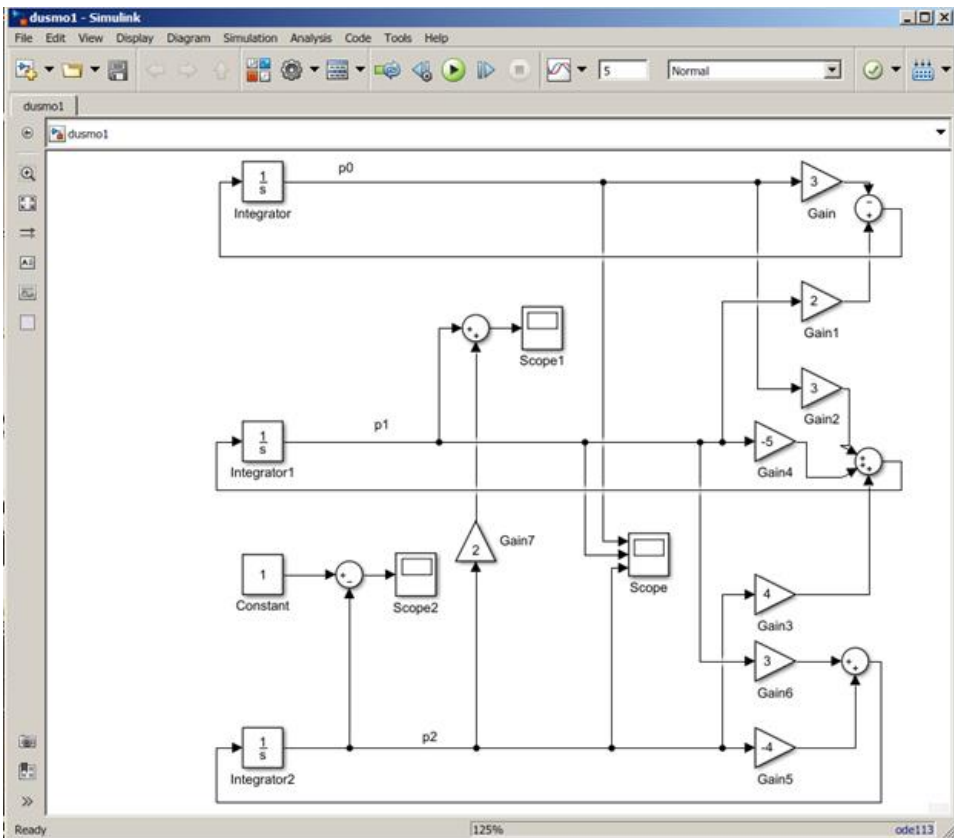 dusmo1 - Simulink
File Edit View Display Diagram Simulation Analysis Code Tools Help
5 Normal
dusmo1
dusmo1
p0
1
s
Integrator
3
Gain
2
Gain1
Scope1
3
Gain2
p1
1
s
Integrator1
-5
Gain4
2
Gain7
1
Constant
Scope2
Scope
4
Gain3
3
Gain6
p2
1
s
Integrator2
-4
Gain5
Ready 125% ode113